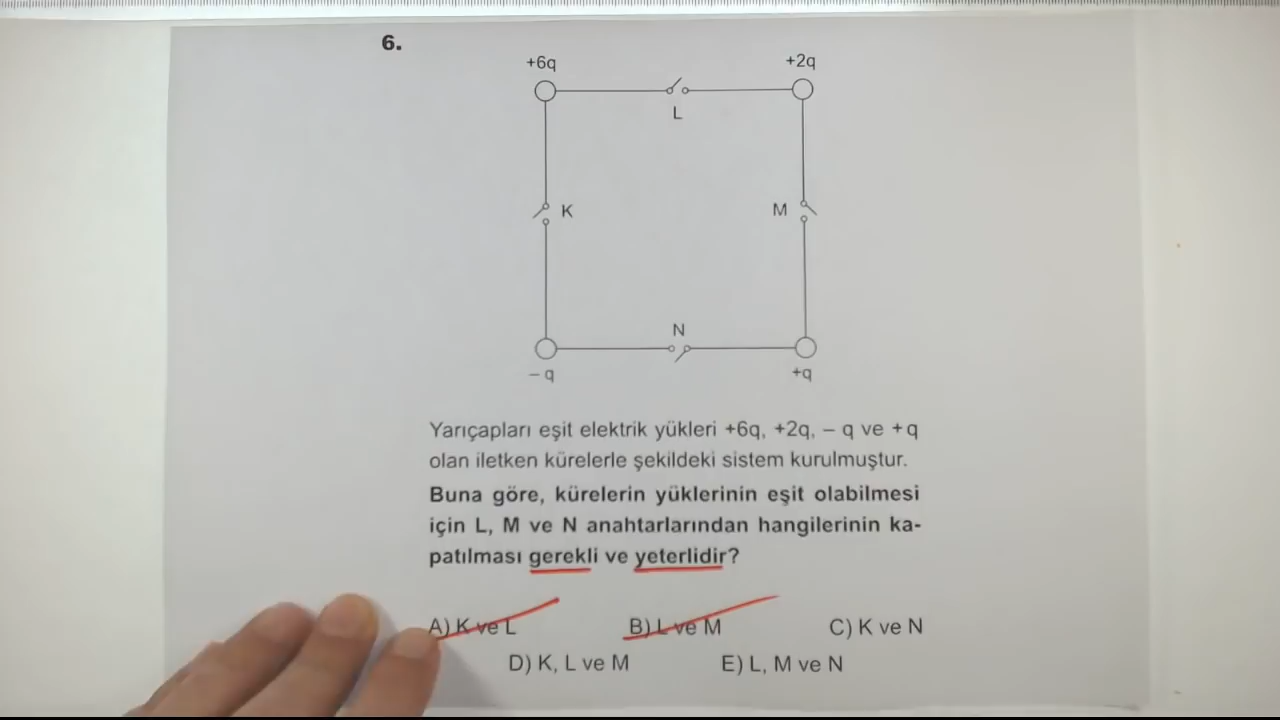 6.
+6q
+2q
L
K
M
N
– q
+q
Yarıçapları eşit elektrik yükleri +6q, +2q, – q ve +q
olan iletken kürelerle şekildeki sistem kurulmuştur.
Buna göre, kürelerin yüklerinin eşit olabilmesi
için L, M ve N anahtarlarından hangilerinin ka-
patılması gerekli ve yeterlidir?
A) K ve L B) L ve M C) K ve N
D) K, L ve M E) L, M ve N